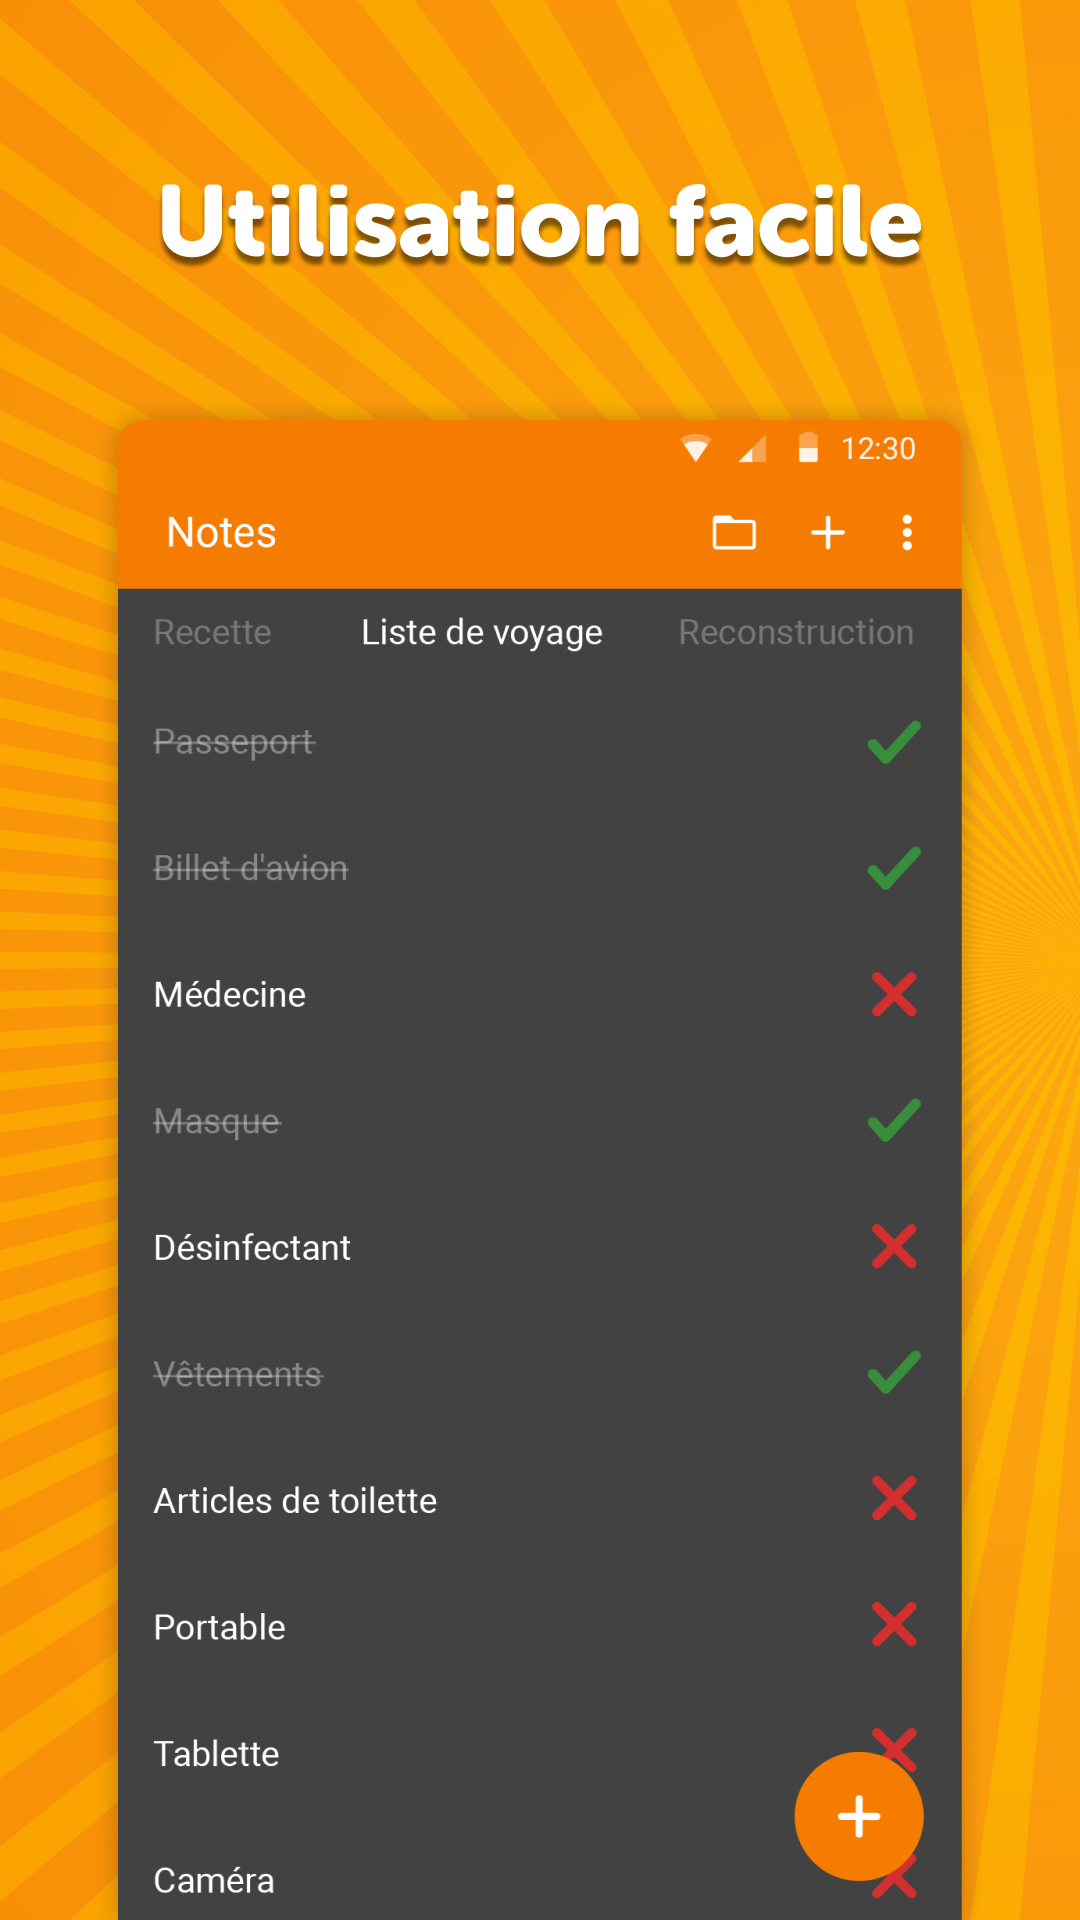 Utilisation facile
12:30
Notes
Recette Liste de voyage Reconstruction
Passeport
Billet d'avion
Médecine
Masque
Désinfectant
Vêtements
Articles de toilette
Portable
Tablette
Caméra